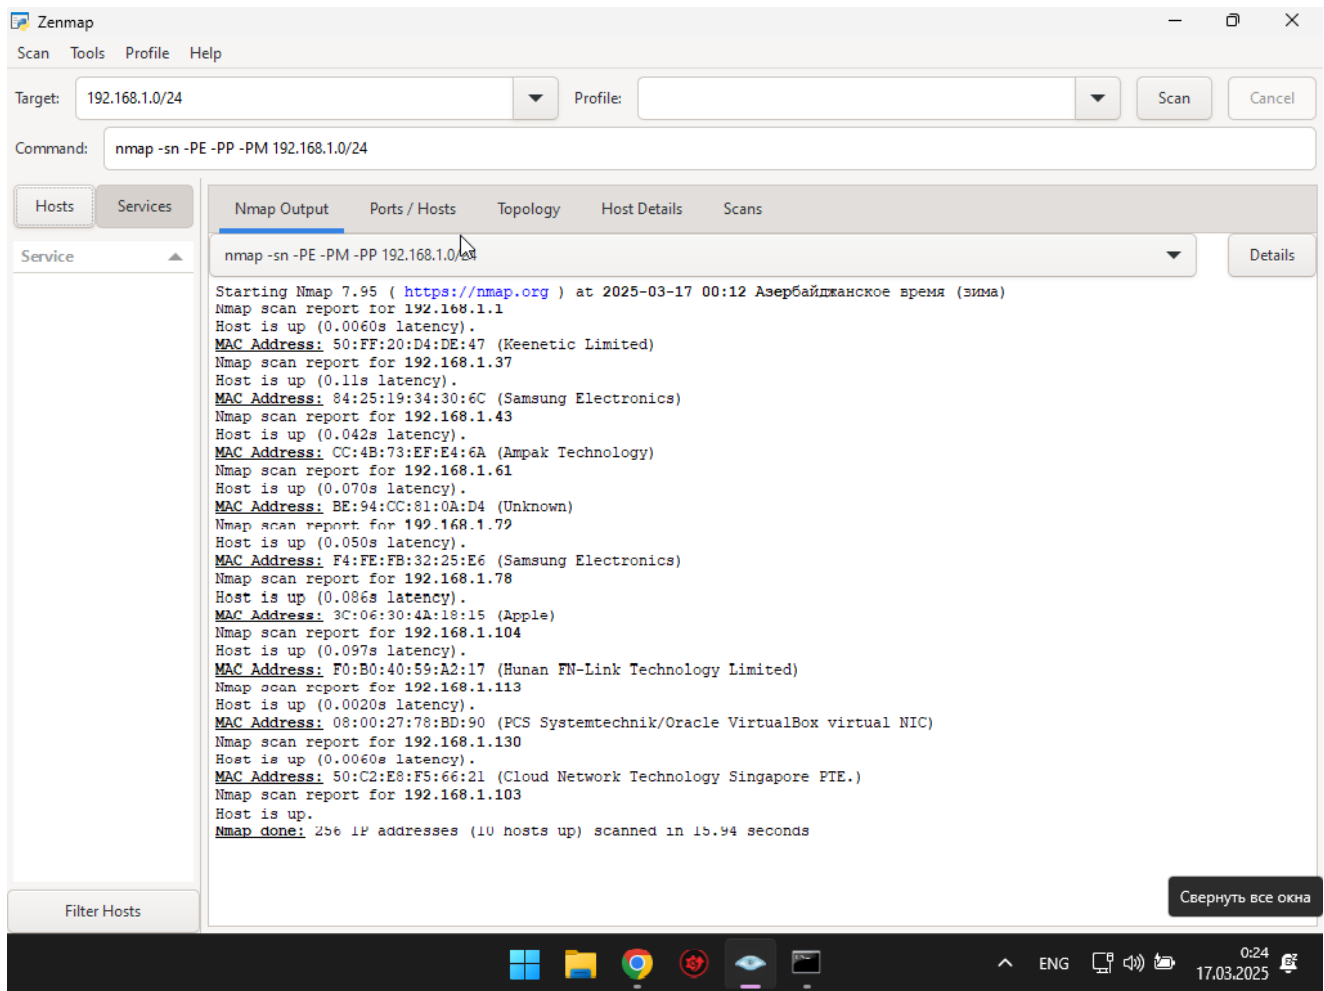 Zenmap
Scan Tools Profile Help
Target: 192.168.1.0/24 Profile: Scan Cancel
Command: nmap -sn -PE -PP -PM 192.168.1.0/24
Hosts Services Nmap Output Ports / Hosts Topology Host Details Scans
Service nmap -sn -PE -PM -PP 192.168.1.0/24 Details
Starting Nmap 7.95 ( https://nmap.org ) at 2025-03-17 00:12 Азербайджанское время (зима)
Nmap scan report for 192.168.1.1
Host is up (0.0060s latency).
MAC Address: 50:FF:20:D4:DE:47 (Keenetic Limited)
Nmap scan report for 192.168.1.37
Host is up (0.11s latency).
MAC Address: 84:25:19:34:30:6C (Samsung Electronics)
Nmap scan report for 192.168.1.43
Host is up (0.042s latency).
MAC Address: CC:4B:73:EF:E4:6A (Ampak Technology)
Nmap scan report for 192.168.1.61
Host is up (0.070s latency).
MAC Address: BE:94:CC:81:0A:D4 (Unknown)
Nmap scan report for 192.168.1.72
Host is up (0.050s latency).
MAC Address: F4:FE:FB:32:25:E6 (Samsung Electronics)
Nmap scan report for 192.168.1.78
Host is up (0.086s latency).
MAC Address: 3C:06:30:4A:18:15 (Apple)
Nmap scan report for 192.168.1.104
Host is up (0.097s latency).
MAC Address: F0:B0:40:59:A2:17 (Hunan FN-Link Technology Limited)
Nmap scan report for 192.168.1.113
Host is up (0.0020s latency).
MAC Address: 08:00:27:78:BD:90 (PCS Systemtechnik/Oracle VirtualBox virtual NIC)
Nmap scan report for 192.168.1.130
Host is up (0.0060s latency).
MAC Address: 50:C2:E8:F5:66:21 (Cloud Network Technology Singapore PTE.)
Nmap scan report for 192.168.1.103
Host is up.
Nmap done: 256 IP addresses (10 hosts up) scanned in 15.94 seconds
Свернуть все окна
Filter Hosts
ENG 0:24
17.03.2025